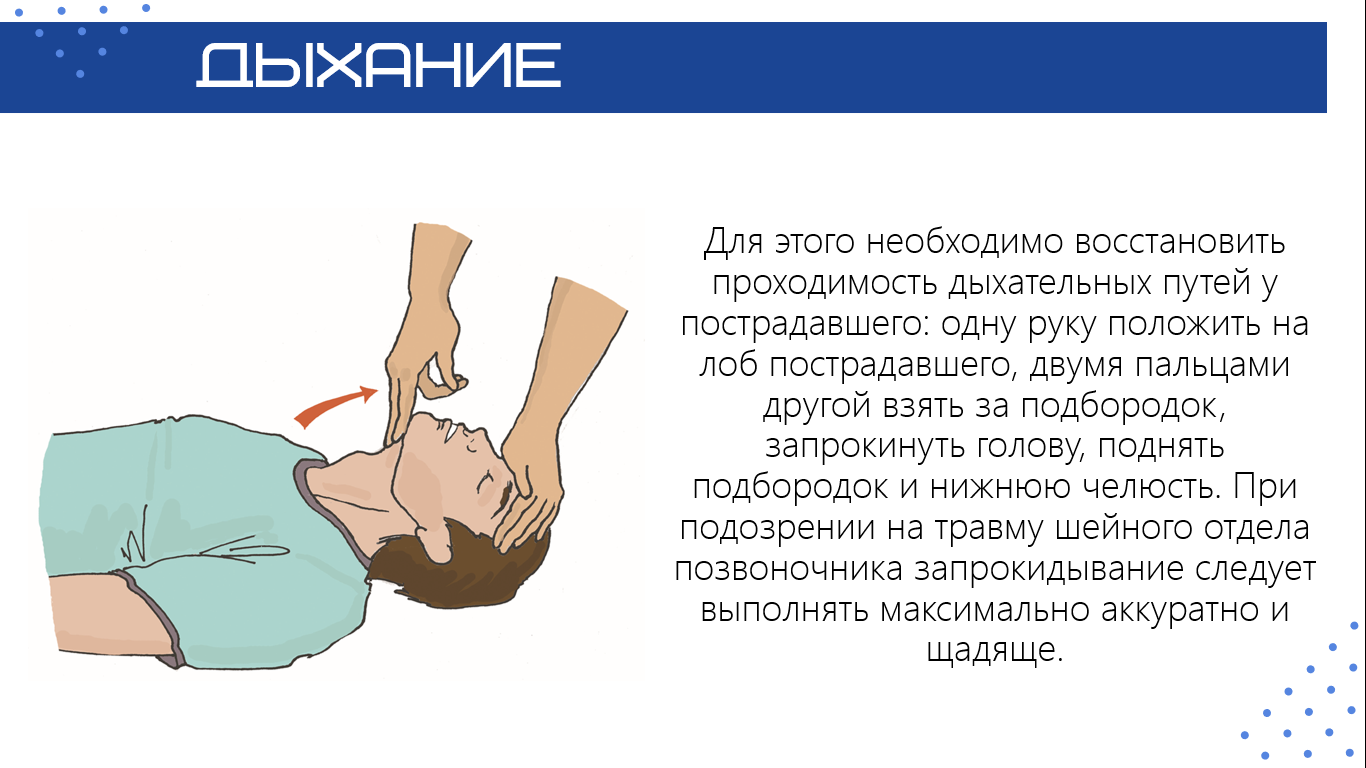 ДЫХАНИЕ
Для этого необходимо восстановить
проходимость дыхательных путей у
пострадавшего: одну руку положить на
лоб пострадавшего, двумя пальцами
другой взять за подбородок,
запрокинуть голову, поднять
подбородок и нижнюю челюсть. При
подозрении на травму шейного отдела
позвоночника запрокидывание следует
выполнять максимально аккуратно и
щадяще.